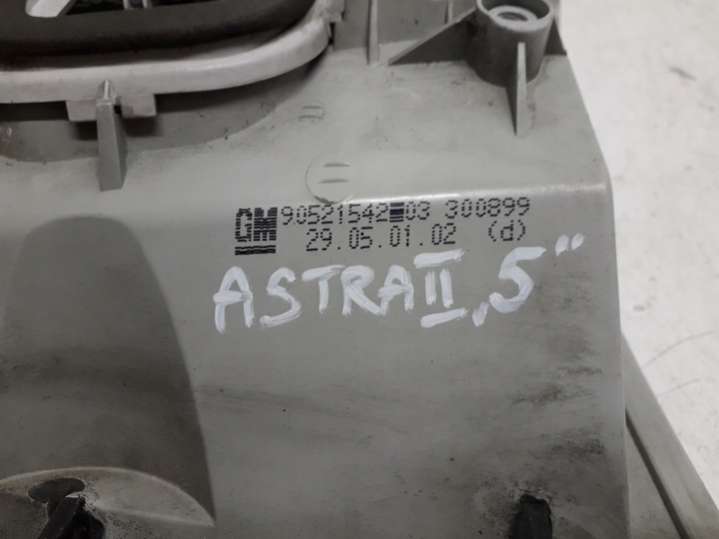 GM 90521542 03 300899
29.05.01.02 (d)
ASTRA II, 5"